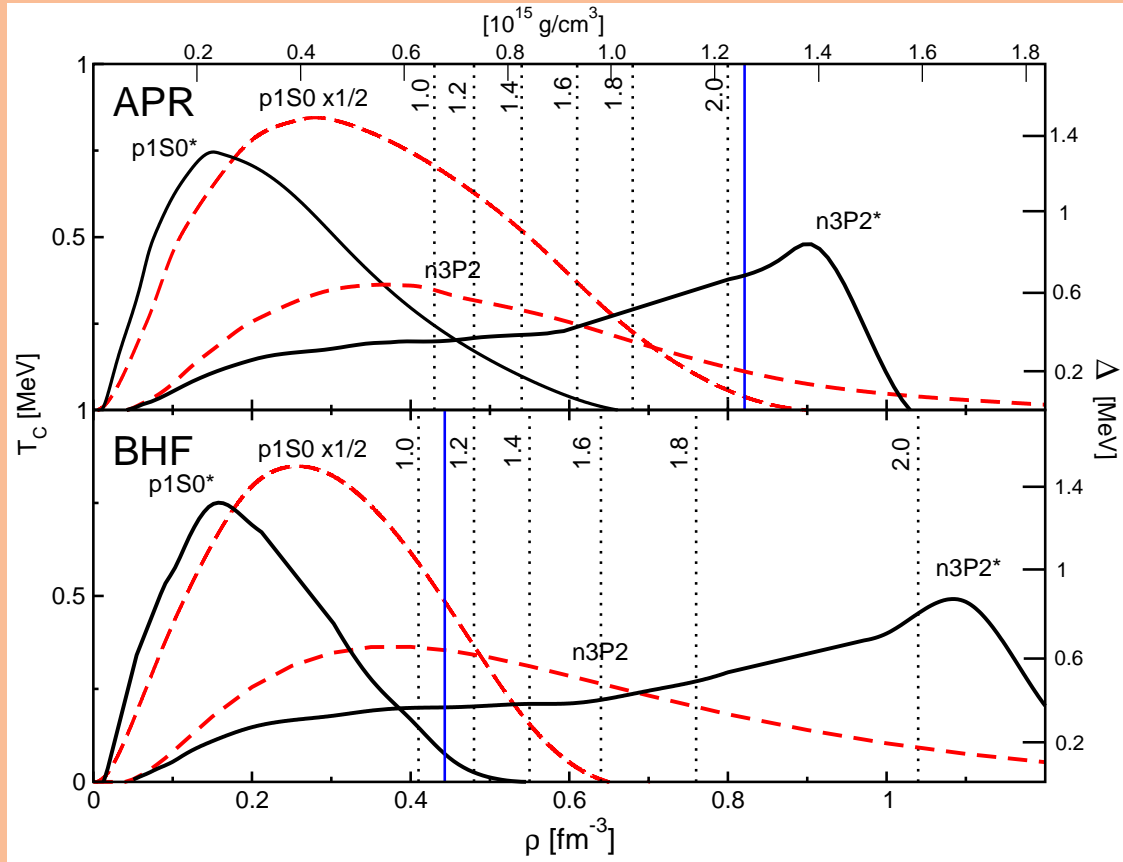 [10^15 g/cm^3]
0.2 0.4 0.6 0.8 1.0 1.2 1.4 1.6 1.8
1
APR
p1S0 x1/2
p1S0*
1.0
1.2
1.4
1.6
1.8
2.0
1.4
1
n3P2*
0.5
n3P2
0.6
0.2
T_C [MeV]
Δ [MeV]
1
BHF
p1S0 x1/2
p1S0*
1.0
1.2
1.4
1.6
1.8
2.0
1.4
1
n3P2*
0.5
n3P2
0.6
0.2
0
0 0.2 0.4 0.6 0.8 1
ρ [fm^-3]